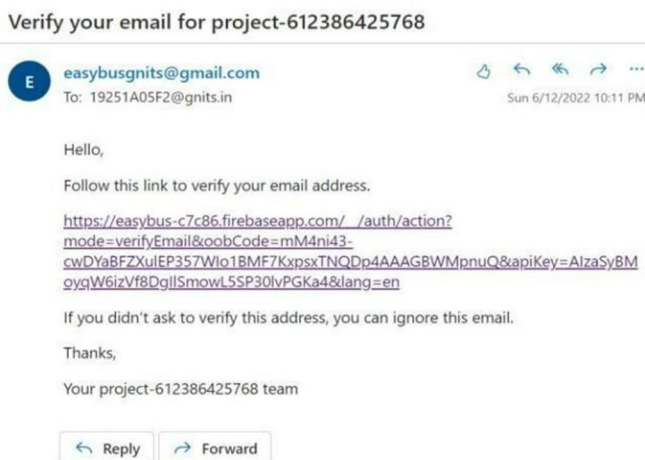 Verify your email for project-612386425768
E
easybusgnits@gmail.com
To: 19251A05F2@gnits.in
Sun 6/12/2022 10:11 PM
Hello,
Follow this link to verify your email address.
https://easybus-c7c86.firebaseapp.com/__/auth/action?
mode=verifyEmail&oobCode=mM4ni43-
cwDYaBFZXulEP357WIo1BMF7KxpsxTNQDp4AAAGBWMpnuQ&apiKey=AIzaSyBM
oyqW6izVf8DgIlSmowL5SP30lvPGKa4&lang=en
If you didn't ask to verify this address, you can ignore this email.
Thanks,
Your project-612386425768 team
Reply
Forward